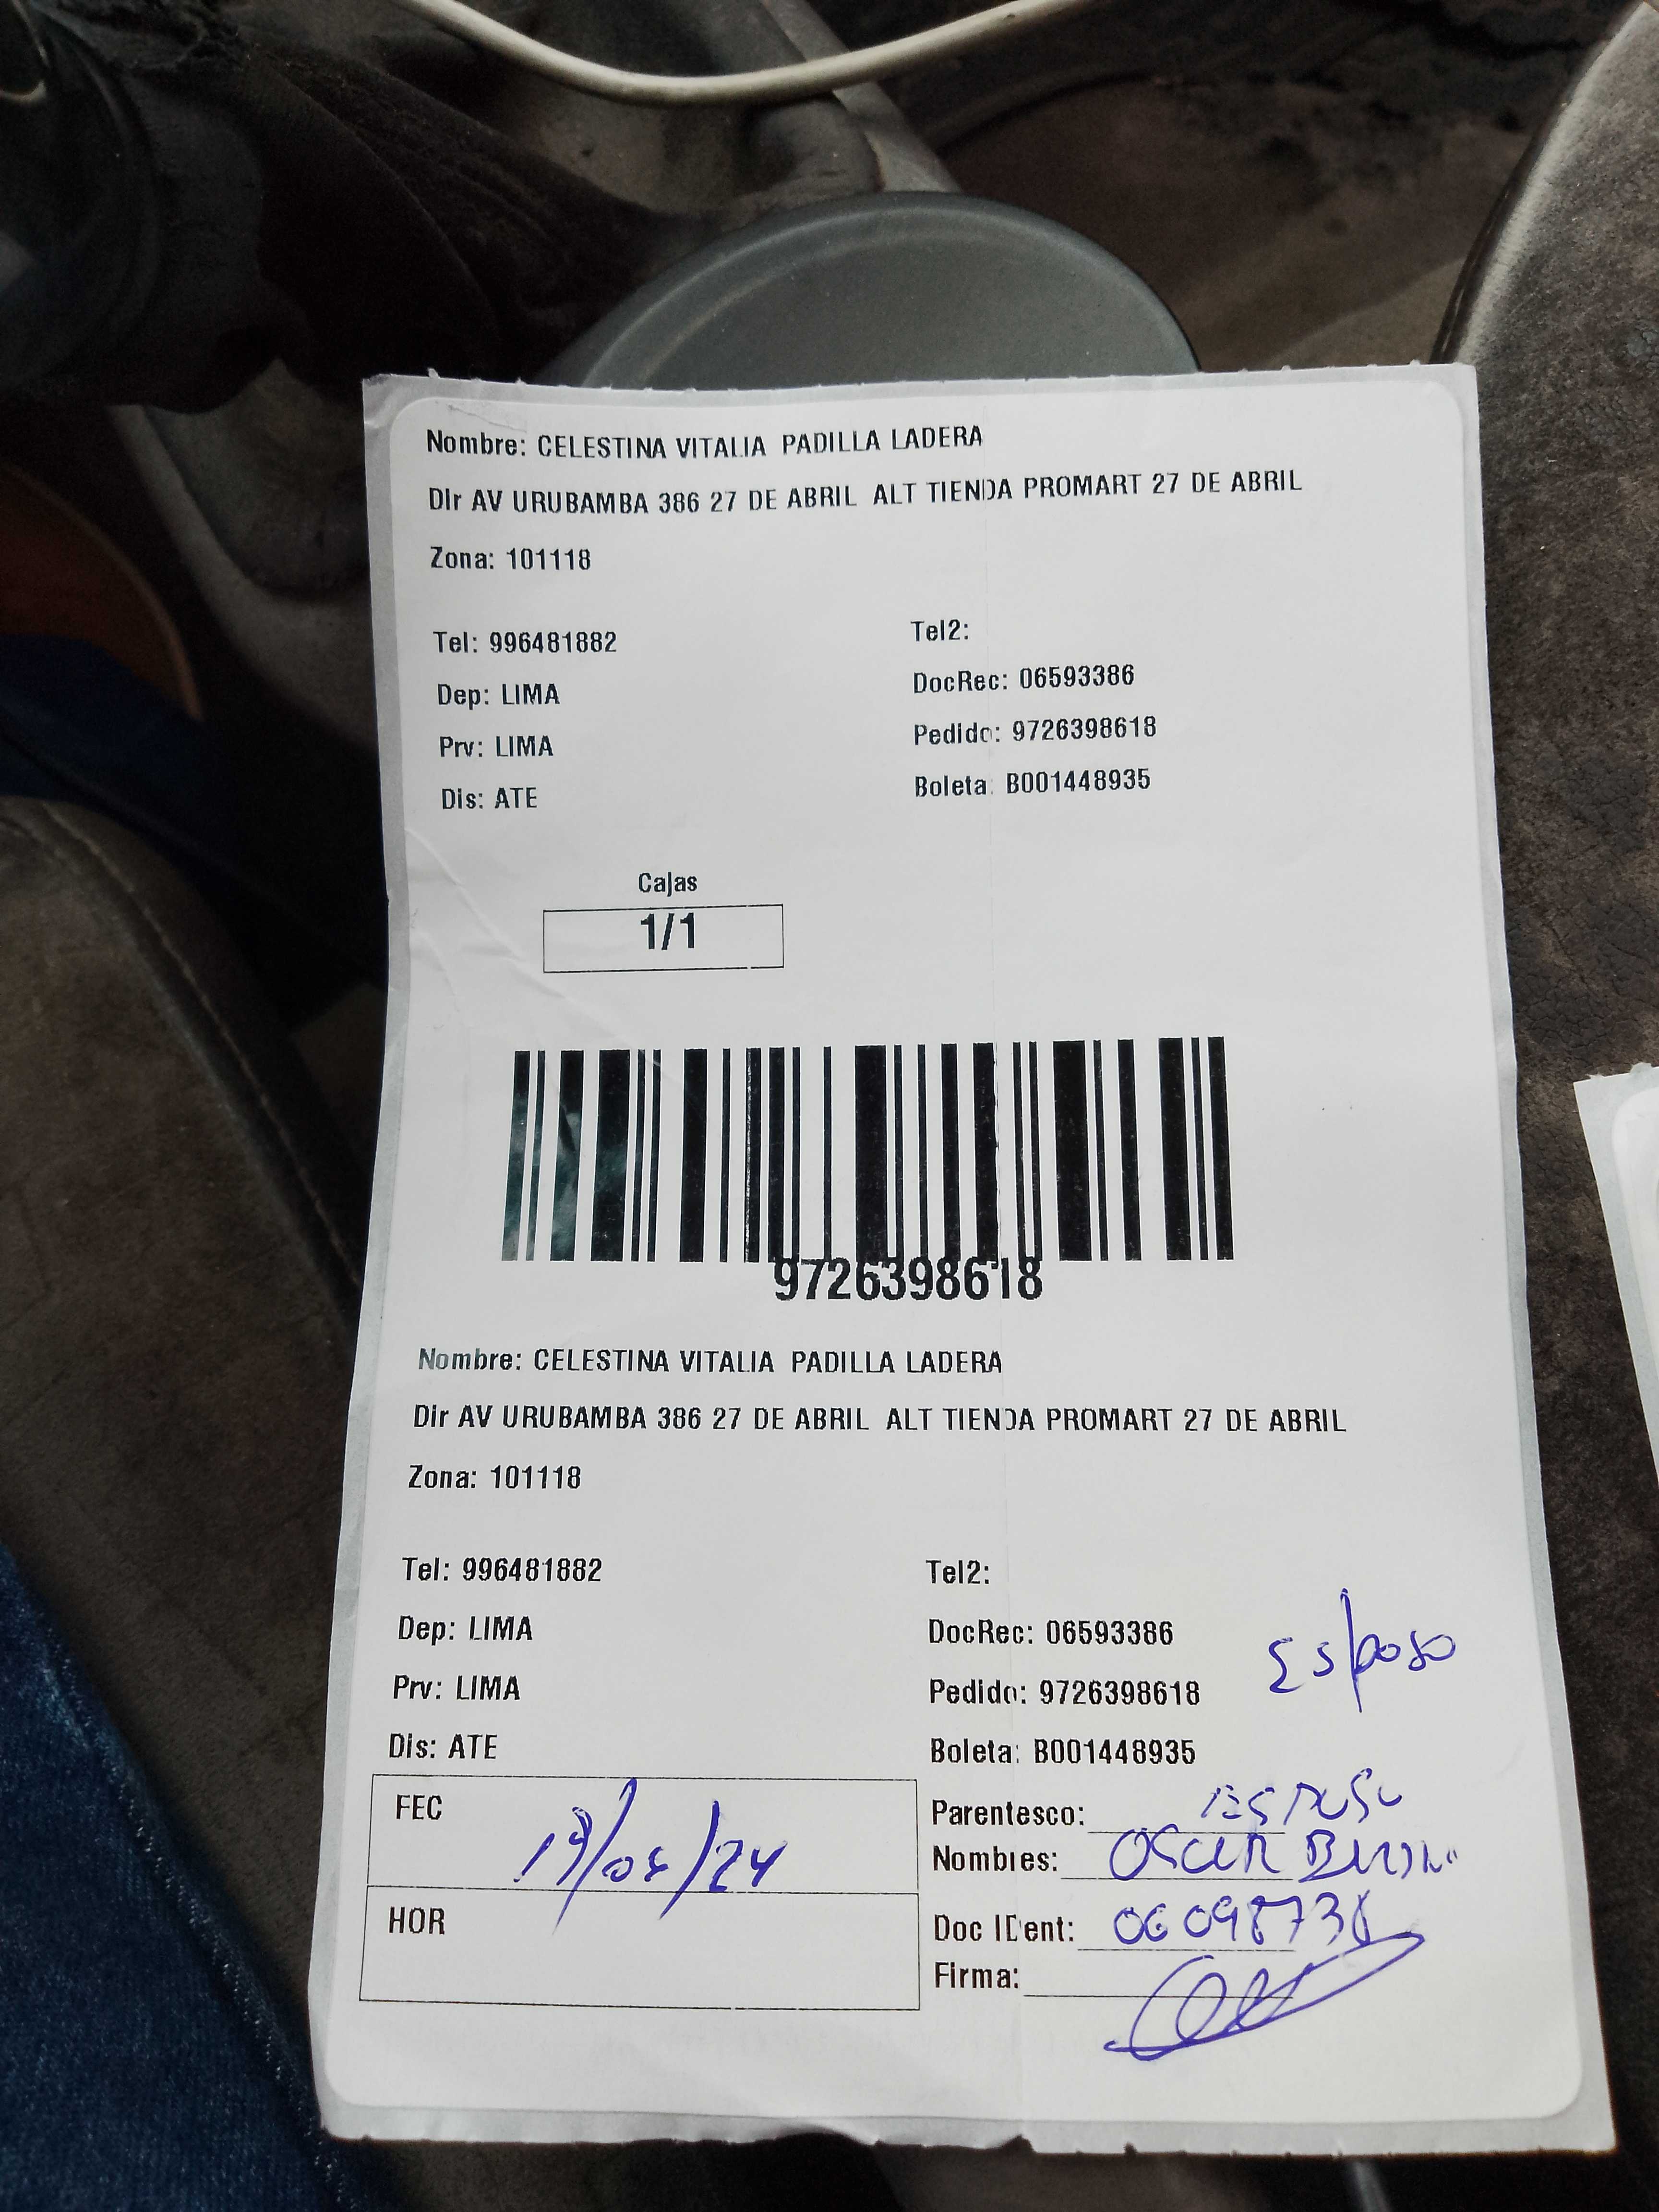 Nombre: CELESTINA VITALIA PADILLA LADERA
Dir AV URUBAMBA 386 27 DE ABRIL ALT TIENDA PROMART 27 DE ABRIL
Zona: 101118
Tel: 996481882
Tel2:
Dep: LIMA
DocRec: 06593386
Prv: LIMA
Pedido: 9726398618
Dis: ATE
Boleta: B001448935
Cajas
1/1
9726398618
Nombre: CELESTINA VITALIA PADILLA LADERA
Dir AV URUBAMBA 386 27 DE ABRIL ALT TIENDA PROMART 27 DE ABRIL
Zona: 101118
Tel: 996481882
Tel2:
Dep: LIMA
DocRec: 06593386
Esposo
Prv: LIMA
Pedido: 9726398618
Dis: ATE
Boleta: B001448935
FEC
Parentesco: ESPOSO
Nombres: OSCAR
HOR
Doc IDent:
Firma: